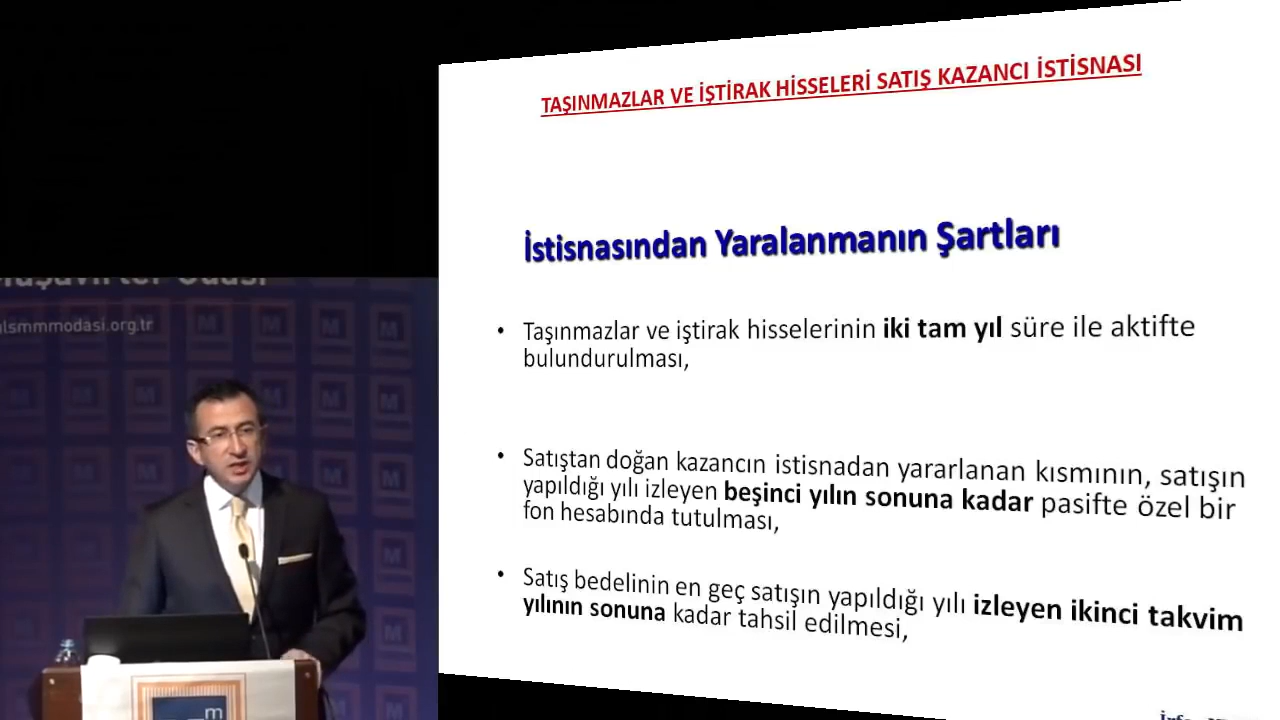 TAŞINMAZLAR VE İŞTİRAK HİSSELERİ SATIŞ KAZANCI İSTİSNASI
İstisnasından Yaralanmanın Şartları
• Taşınmazlar ve iştirak hisselerinin iki tam yıl süre ile aktifte
bulundurulması,
• Satıştan doğan kazancın istisnadan yararlanan kısmının, satışın
yapıldığı yılı izleyen beşinci yılın sonuna kadar pasifte özel bir
fon hesabında tutulması,
• Satış bedelinin en geç satışın yapıldığı yılı izleyen ikinci takvim
yılının sonuna kadar tahsil edilmesi,
lsmmmodasi.org.tr
m